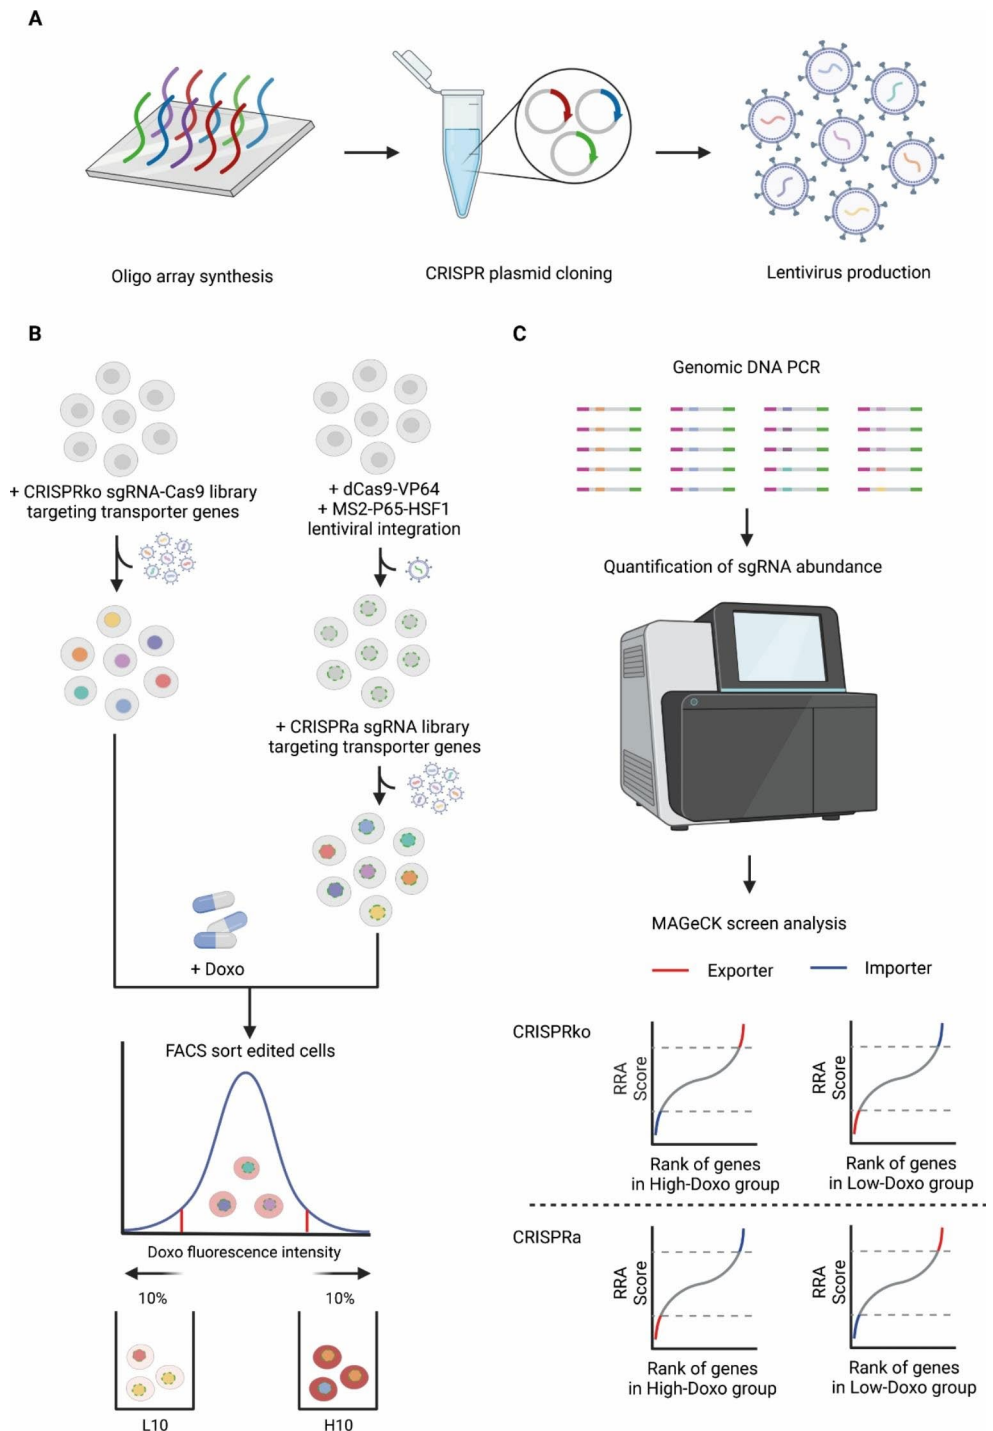 A
Oligo array synthesis
CRISPR plasmid cloning
Lentivirus production
B
+ CRISPRko sgRNA-Cas9 library
targeting transporter genes
+ dCas9-VP64
+ MS2-P65-HSF1
lentiviral integration
+ CRISPRa sgRNA library
targeting transporter genes
+ Doxo
FACS sort edited cells
Doxo fluorescence intensity
10%
10%
L10
H10
C
Genomic DNA PCR
Quantification of sgRNA abundance
MAGeCK screen analysis
Exporter
Importer
CRISPRko
RRA
Score
Rank of genes
in High-Doxo group
RRA
Score
Rank of genes
in Low-Doxo group
CRISPRa
RRA
Score
Rank of genes
in High-Doxo group
RRA
Score
Rank of genes
in Low-Doxo group